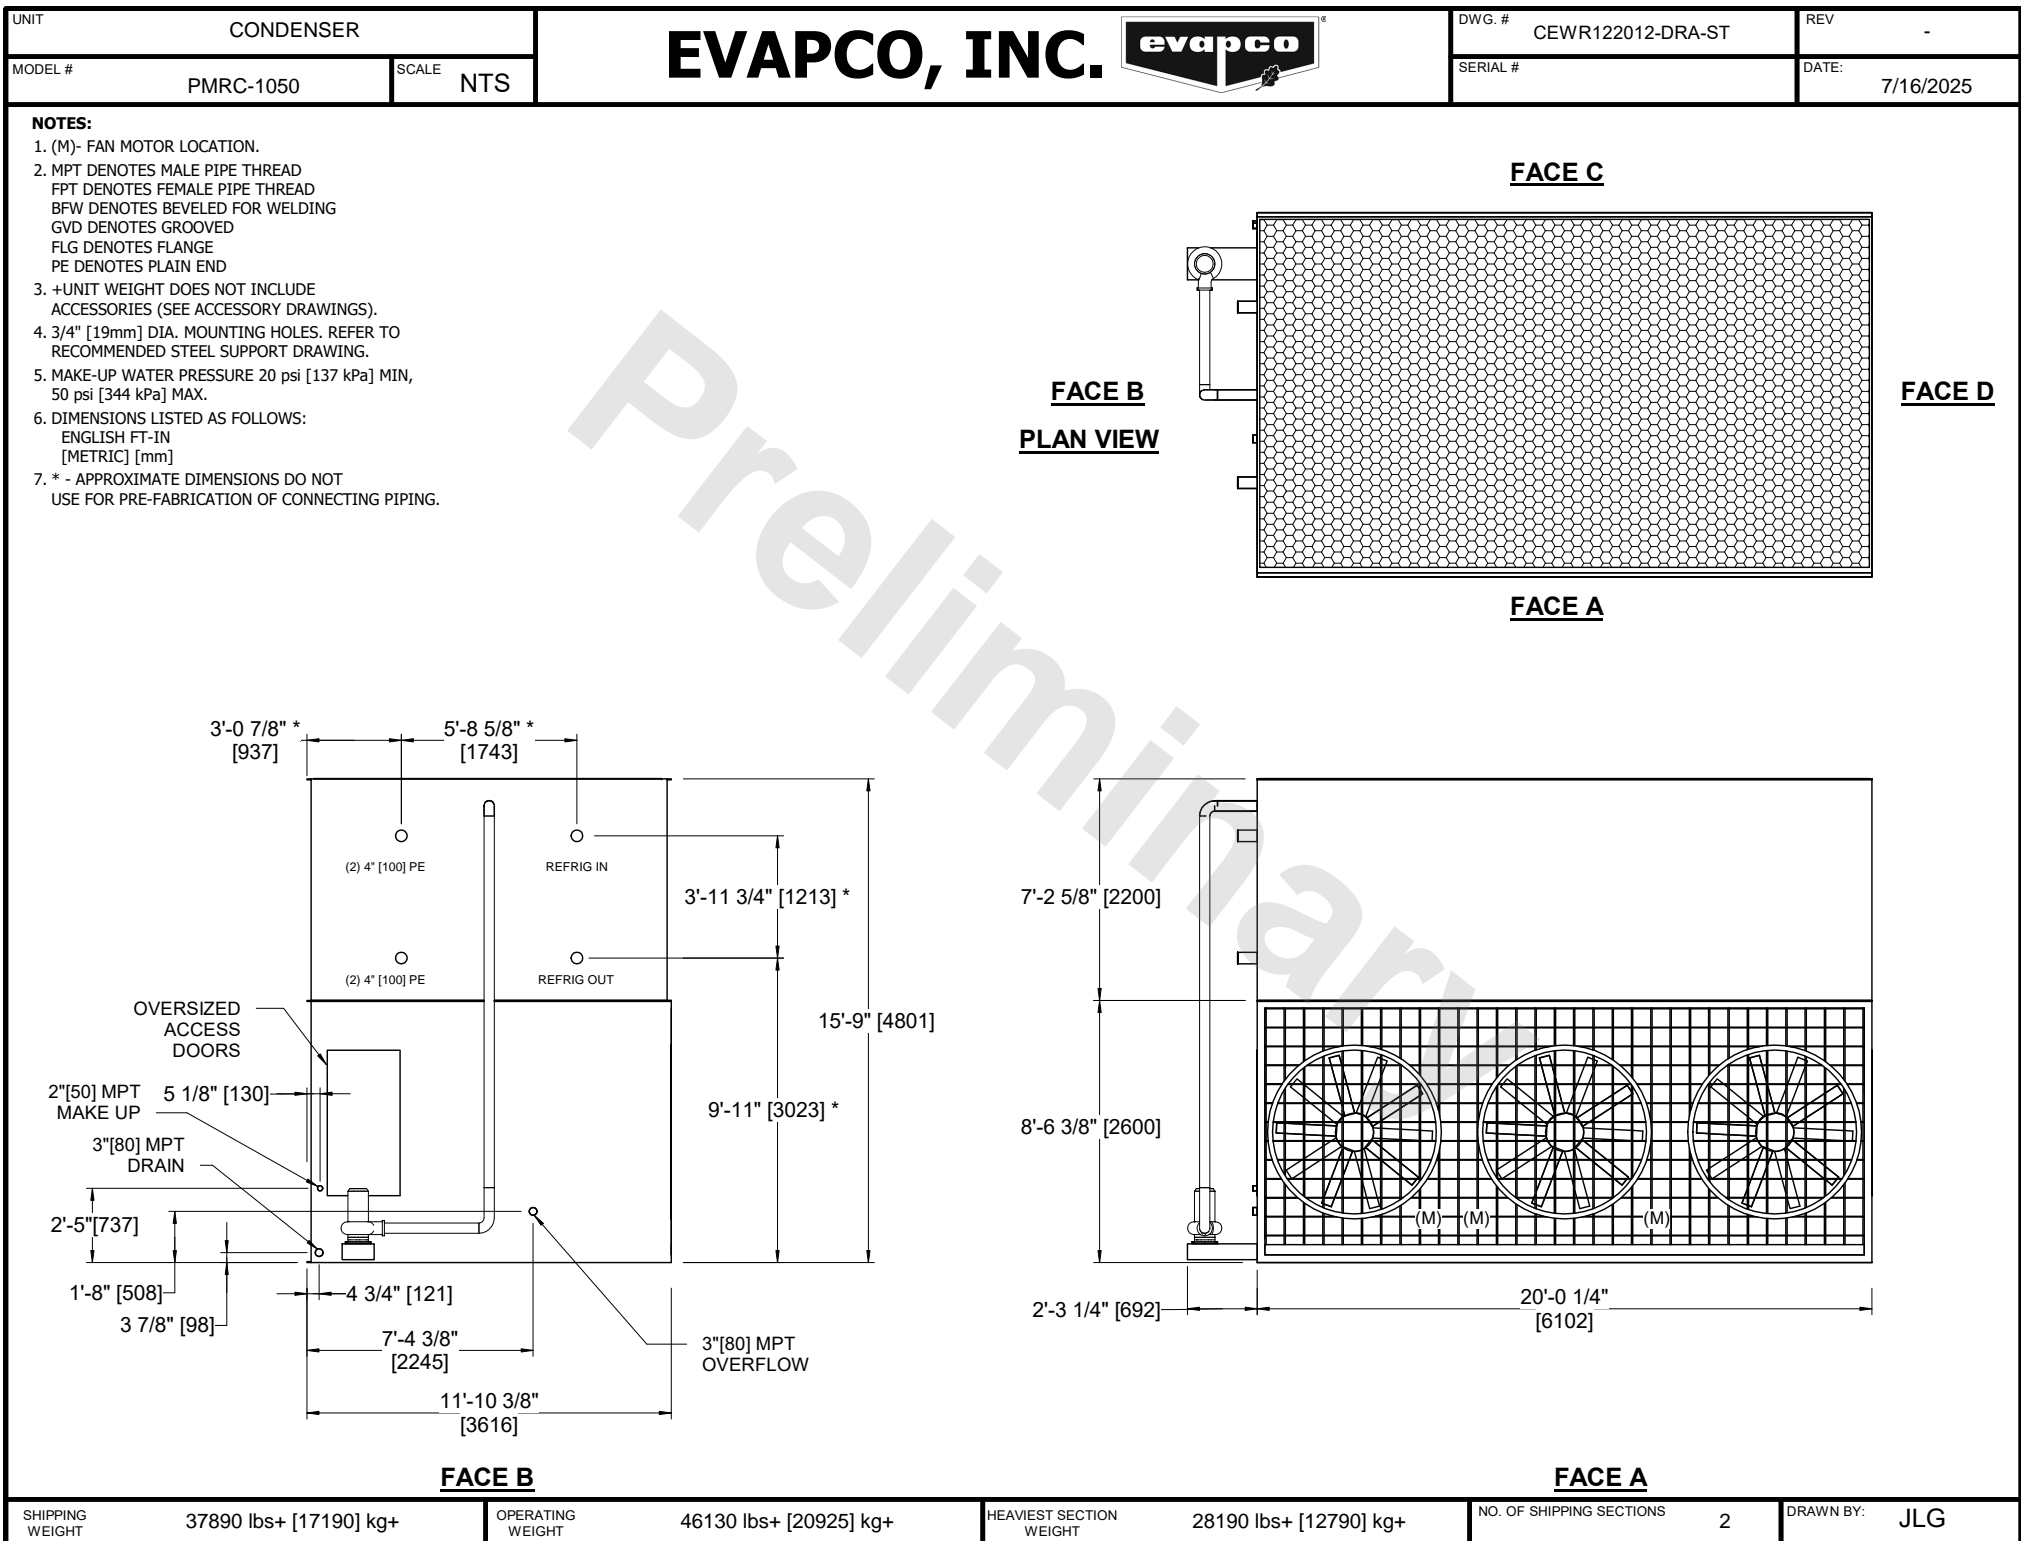 UNIT
CONDENSER
MODEL #
PMRC-1050
SCALE
NTS
EVAPCO, INC.
evapco
®
DWG. #
CEWR122012-DRA-ST
REV
-
SERIAL #
DATE:
7/16/2025
NOTES:
1. (M)- FAN MOTOR LOCATION.
2. MPT DENOTES MALE PIPE THREAD
FPT DENOTES FEMALE PIPE THREAD
BFW DENOTES BEVELED FOR WELDING
GVD DENOTES GROOVED
FLG DENOTES FLANGE
PE DENOTES PLAIN END
3. +UNIT WEIGHT DOES NOT INCLUDE
ACCESSORIES (SEE ACCESSORY DRAWINGS).
4. 3/4" [19mm] DIA. MOUNTING HOLES. REFER TO
RECOMMENDED STEEL SUPPORT DRAWING.
5. MAKE-UP WATER PRESSURE 20 psi [137 kPa] MIN,
50 psi [344 kPa] MAX.
6. DIMENSIONS LISTED AS FOLLOWS:
ENGLISH FT-IN
[METRIC] [mm]
7. * - APPROXIMATE DIMENSIONS DO NOT
USE FOR PRE-FABRICATION OF CONNECTING PIPING.
Preliminary
FACE C
FACE B
PLAN VIEW
FACE D
FACE A
3'-0 7/8" *
[937]
5'-8 5/8" *
[1743]
(2) 4" [100] PE
REFRIG IN
3'-11 3/4" [1213] *
(2) 4" [100] PE
REFRIG OUT
OVERSIZED
ACCESS
DOORS
15'-9" [4801]
2"[50] MPT
MAKE UP
5 1/8" [130]
9'-11" [3023] *
3"[80] MPT
DRAIN
2'-5"[737]
1'-8" [508]
4 3/4" [121]
3 7/8" [98]
7'-4 3/8"
[2245]
3"[80] MPT
OVERFLOW
11'-10 3/8"
[3616]
FACE B
7'-2 5/8" [2200]
8'-6 3/8" [2600]
(M)
(M)
(M)
2'-3 1/4" [692]
20'-0 1/4"
[6102]
FACE A
SHIPPING
WEIGHT
37890 lbs+ [17190] kg+
OPERATING
WEIGHT
46130 lbs+ [20925] kg+
HEAVIEST SECTION
WEIGHT
28190 lbs+ [12790] kg+
NO. OF SHIPPING SECTIONS
2
DRAWN BY:
JLG